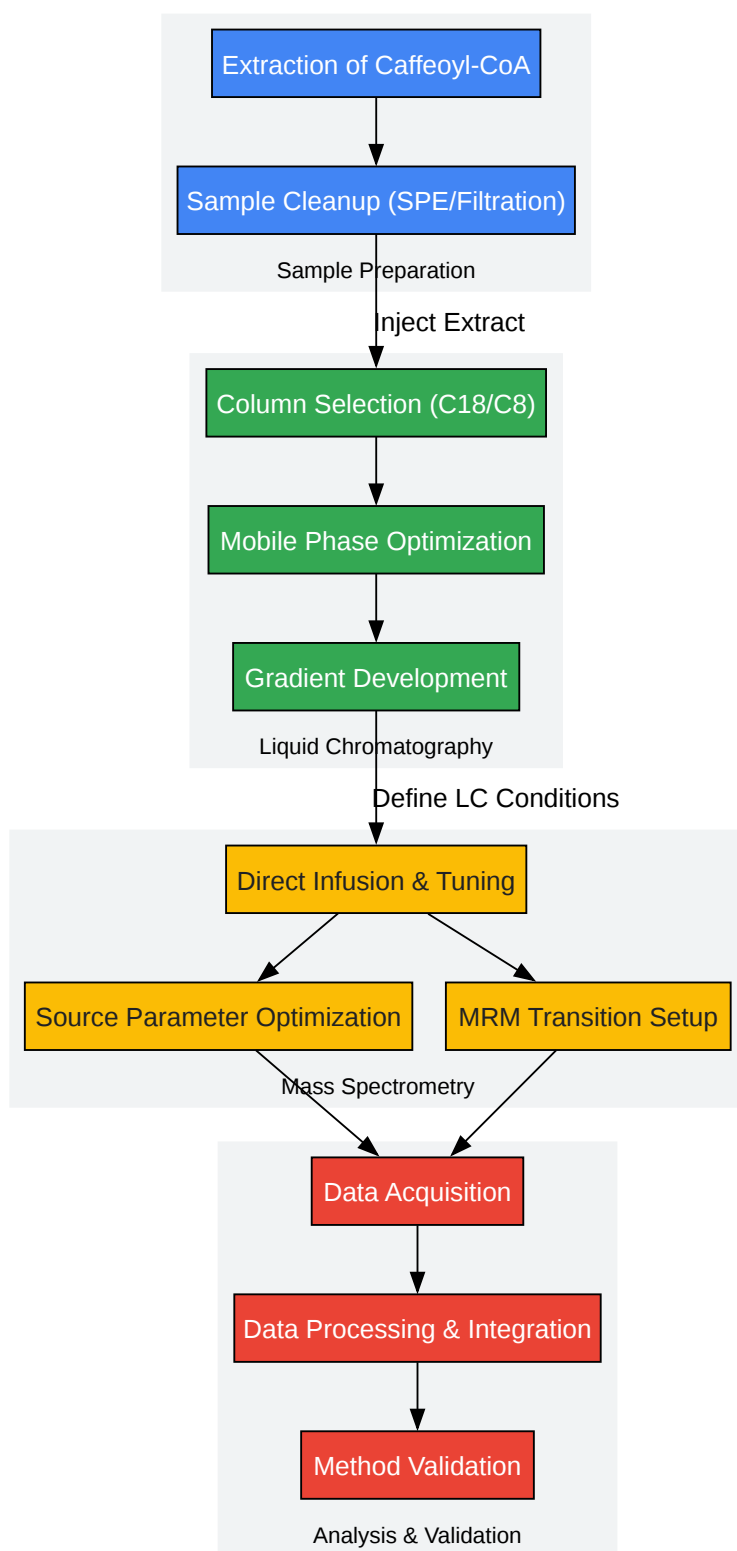 Extraction of Caffeoyl-CoA
Sample Cleanup (SPE/Filtration)
Sample Preparation
Inject Extract
Column Selection (C18/C8)
Mobile Phase Optimization
Gradient Development
Liquid Chromatography
Define LC Conditions
Direct Infusion & Tuning
Source Parameter Optimization
MRM Transition Setup
Mass Spectrometry
Data Acquisition
Data Processing & Integration
Method Validation
Analysis & Validation